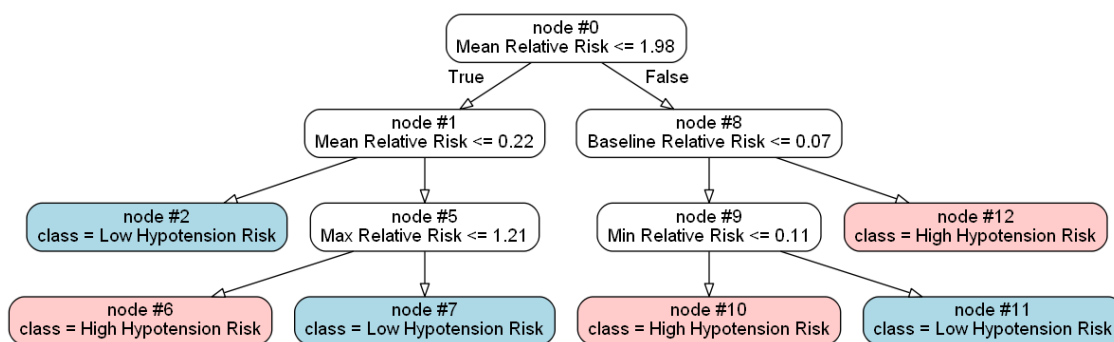 node #0
Mean Relative Risk <= 1.98
True
False
node #1
Mean Relative Risk <= 0.22
node #8
Baseline Relative Risk <= 0.07
node #2
class = Low Hypotension Risk
node #5
Max Relative Risk <= 1.21
node #9
Min Relative Risk <= 0.11
node #12
class = High Hypotension Risk
node #6
class = High Hypotension Risk
node #7
class = Low Hypotension Risk
node #10
class = High Hypotension Risk
node #11
class = Low Hypotension Risk